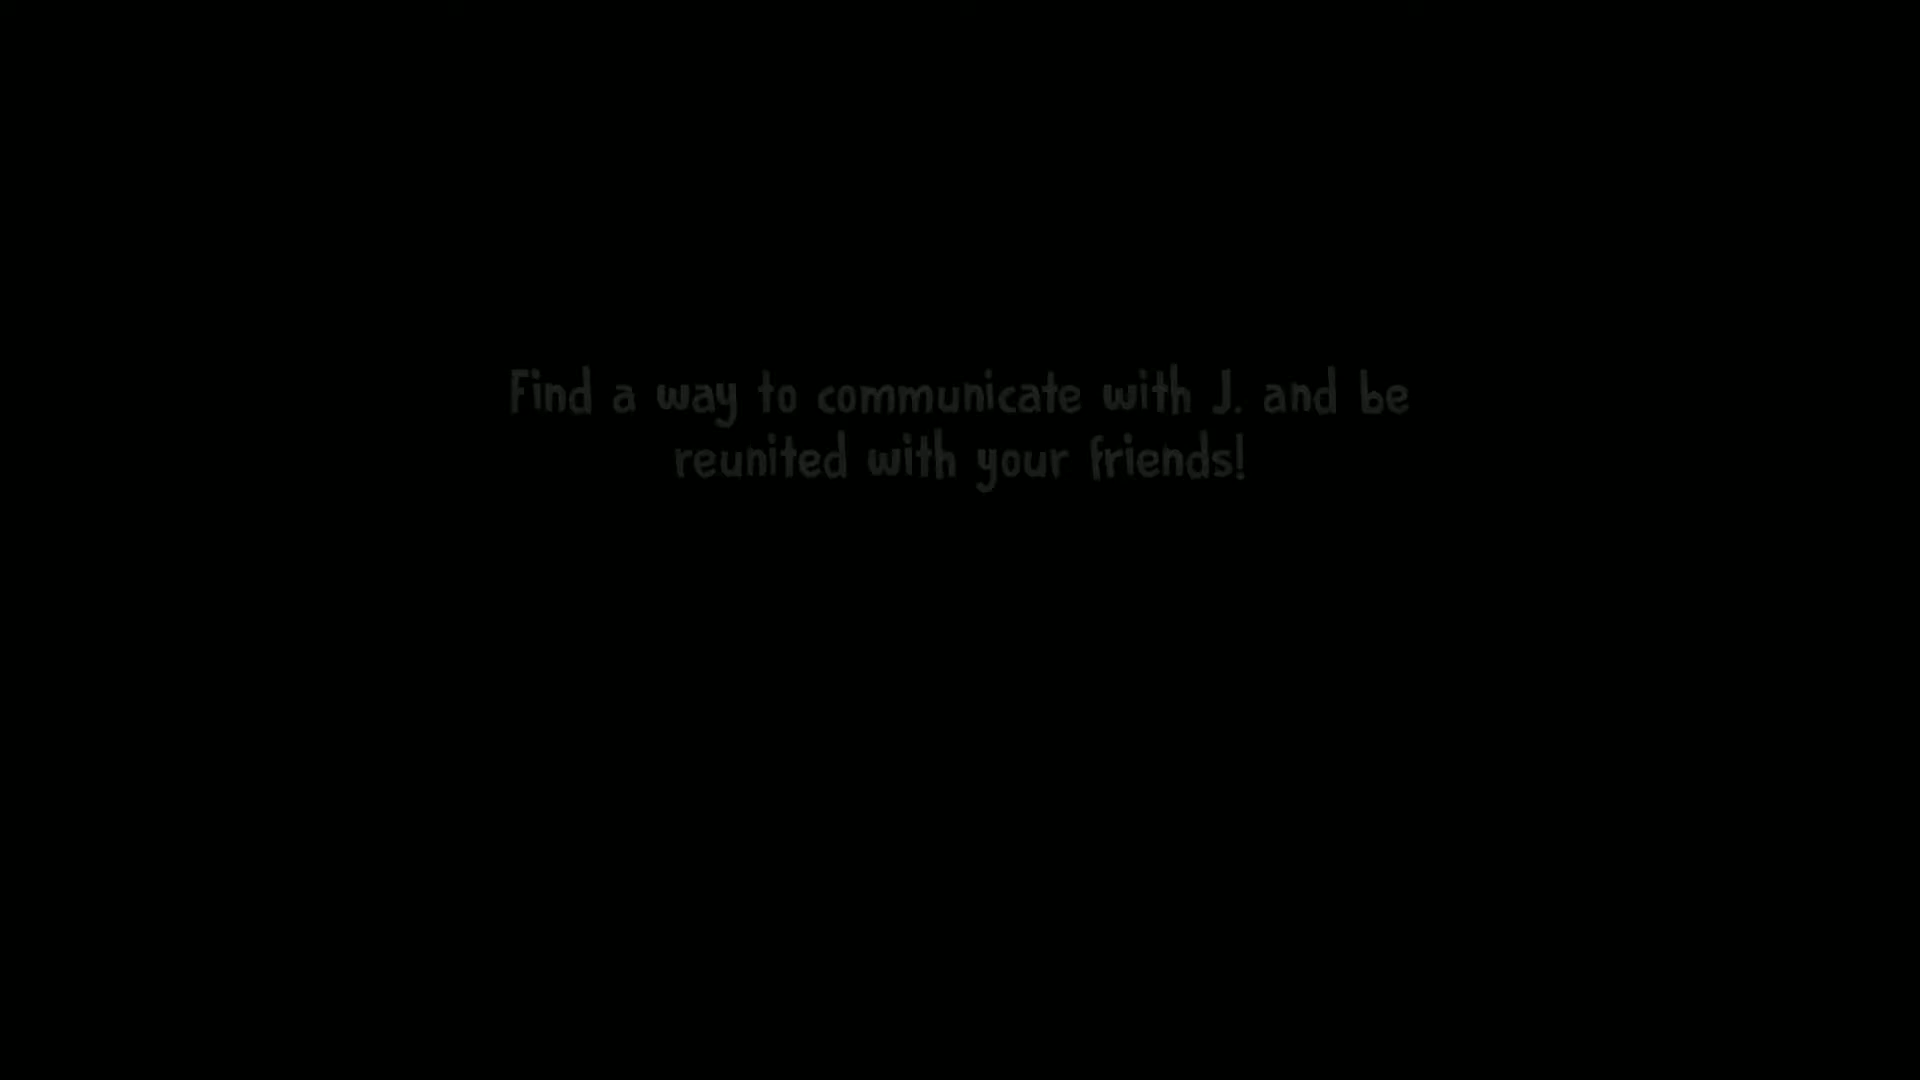 Find a way to communicate with J. and be
reunited with your friends!